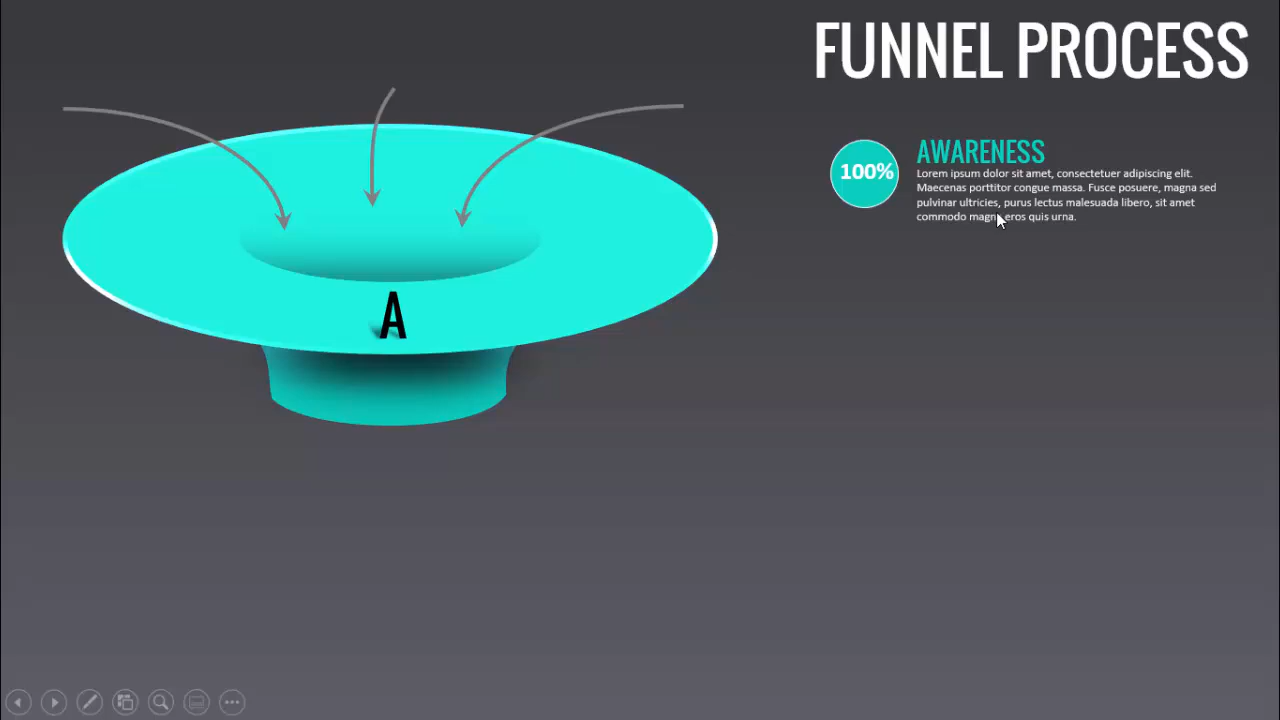 FUNNEL PROCESS
100%
AWARENESS
Lorem ipsum dolor sit amet, consectetuer adipiscing elit.
Maecenas porttitor congue massa. Fusce posuere, magna sed
pulvinar ultricies, purus lectus malesuada libero, sit amet
commodo magna eros quis urna.
A